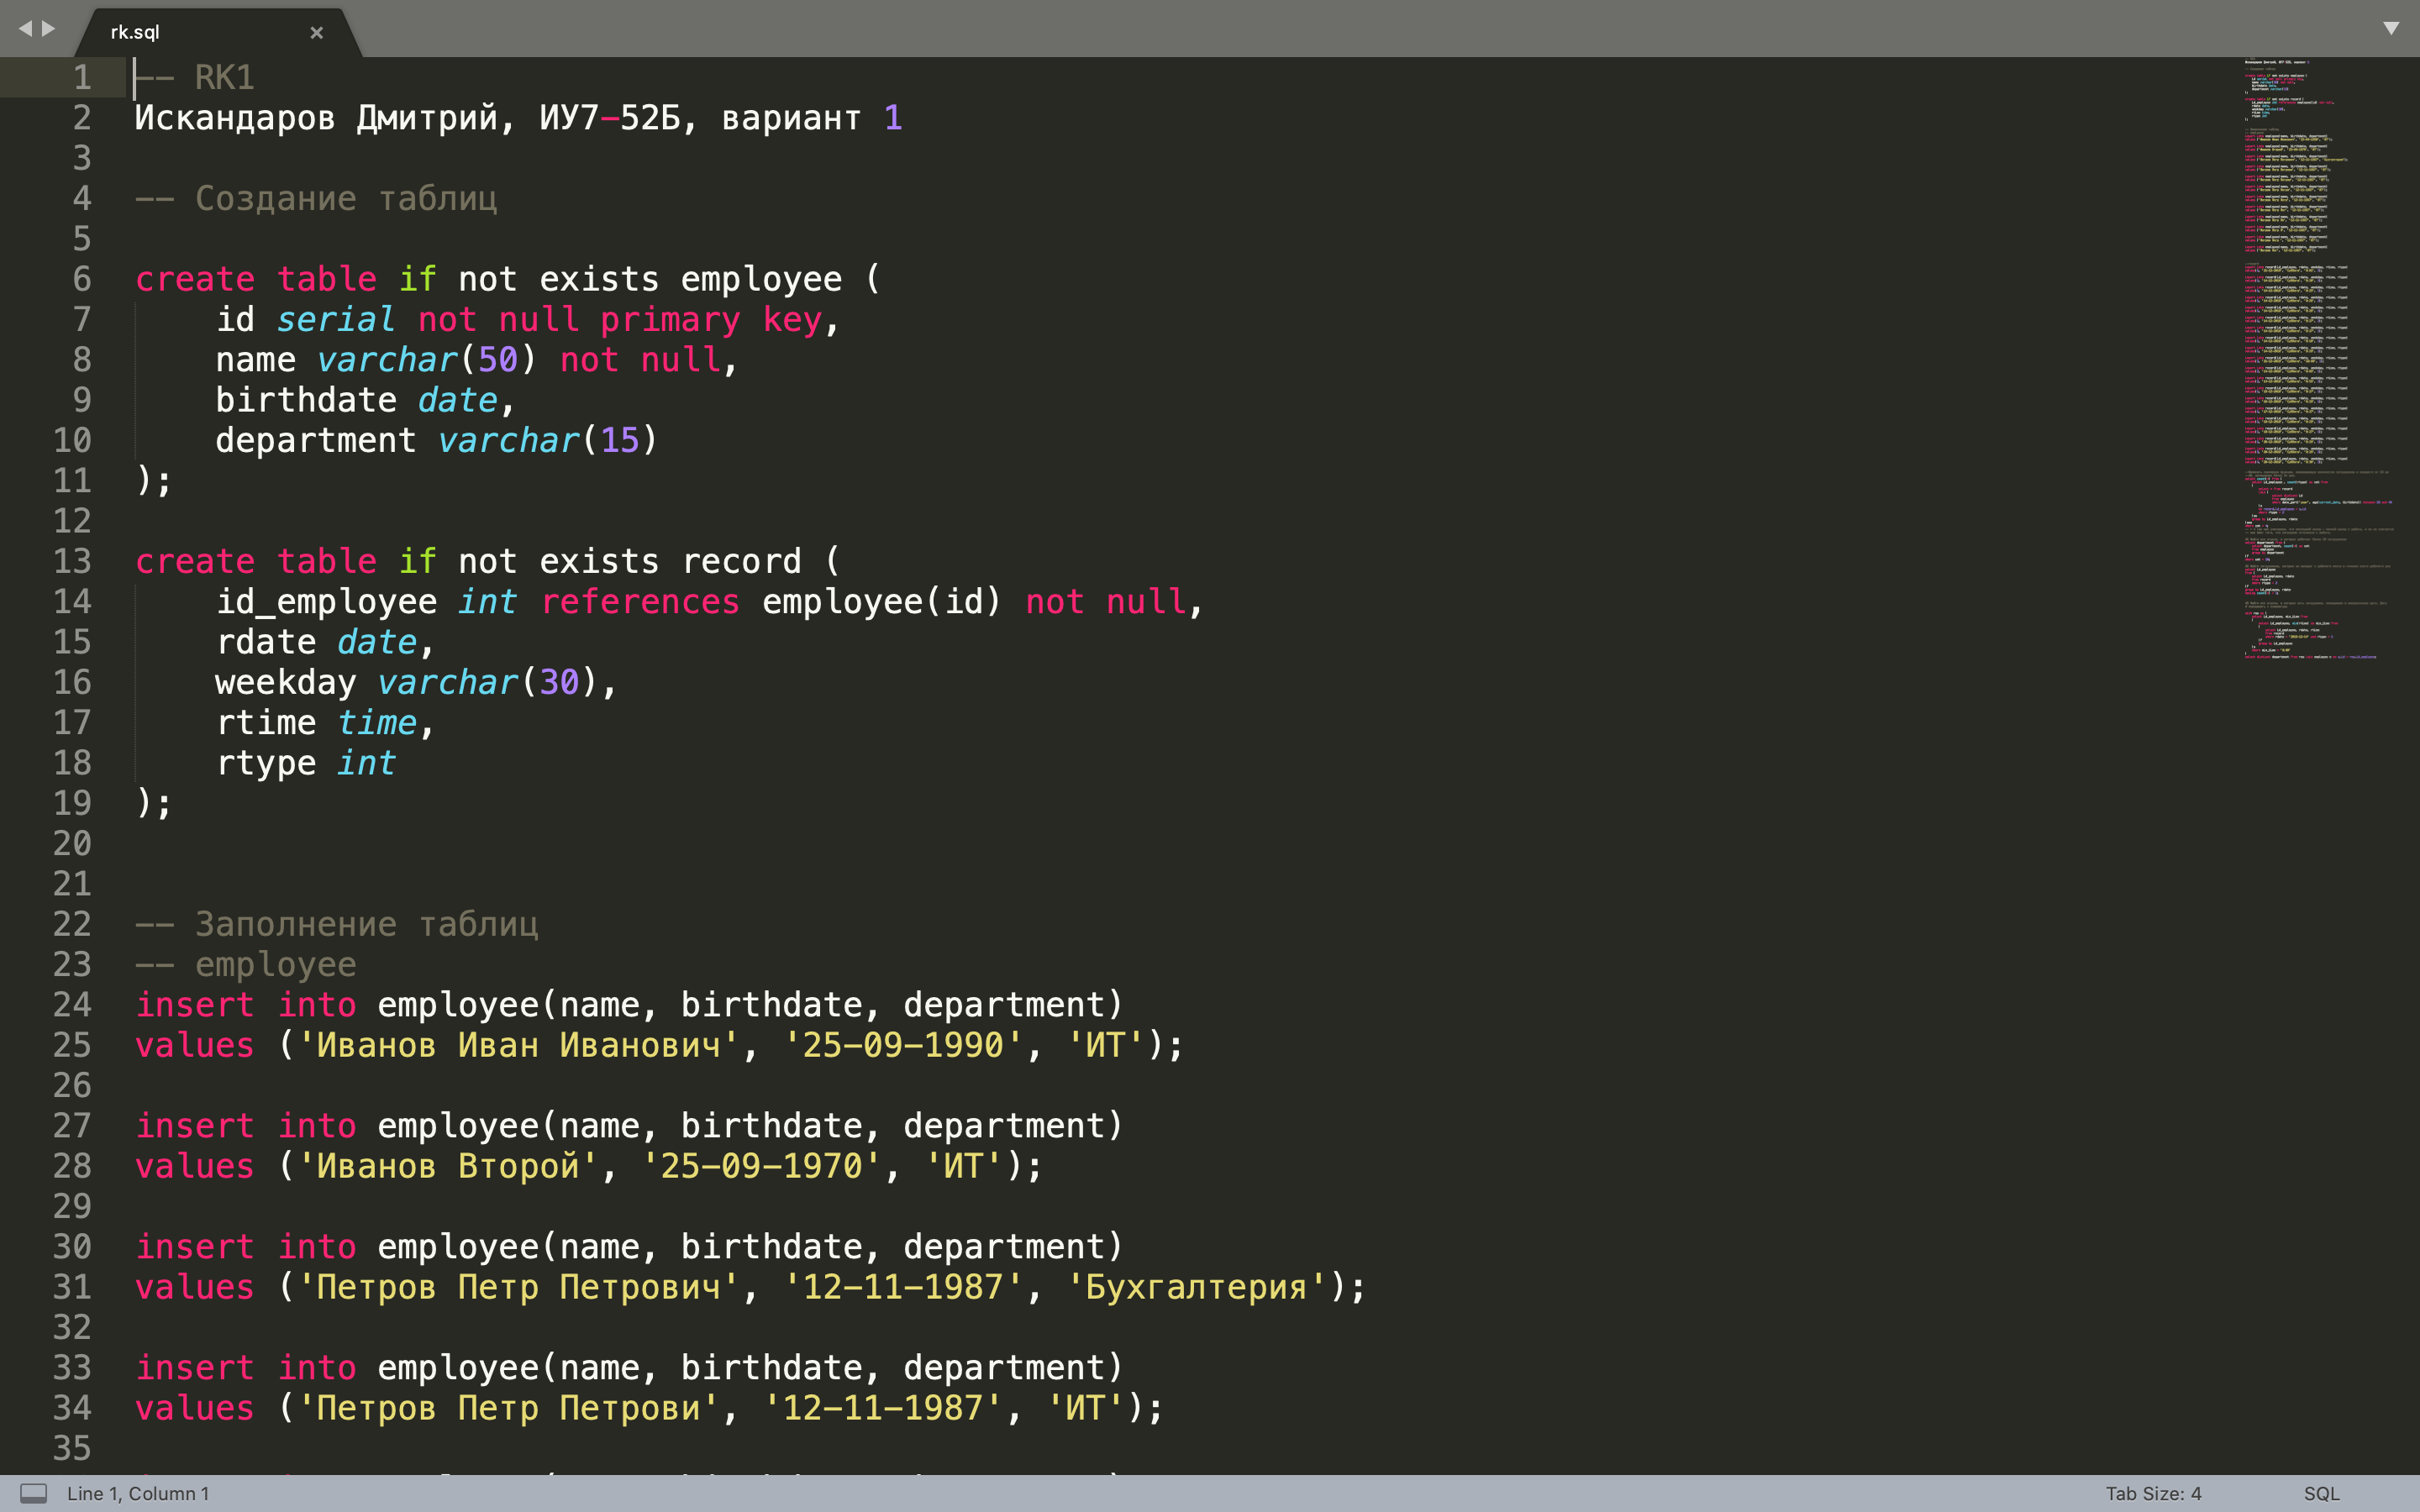 rk.sql
1 -- RK1
2 Искандаров Дмитрий, ИУ7-52Б, вариант 1
3
4 -- Создание таблиц
5
6 create table if not exists employee (
7     id serial not null primary key,
8     name varchar(50) not null,
9     birthdate date,
10     department varchar(15)
11 );
12
13 create table if not exists record (
14     id_employee int references employee(id) not null,
15     rdate date,
16     weekday varchar(30),
17     rtime time,
18     rtype int
19 );
20
21
22 -- Заполнение таблиц
23 -- employee
24 insert into employee(name, birthdate, department)
25 values ('Иванов Иван Иванович', '25-09-1990', 'ИТ');
26
27 insert into employee(name, birthdate, department)
28 values ('Иванов Второй', '25-09-1970', 'ИТ');
29
30 insert into employee(name, birthdate, department)
31 values ('Петров Петр Петрович', '12-11-1987', 'Бухгалтерия');
32
33 insert into employee(name, birthdate, department)
34 values ('Петров Петр Петрови', '12-11-1987', 'ИТ');
35
Line 1, Column 1
Tab Size: 4
SQL